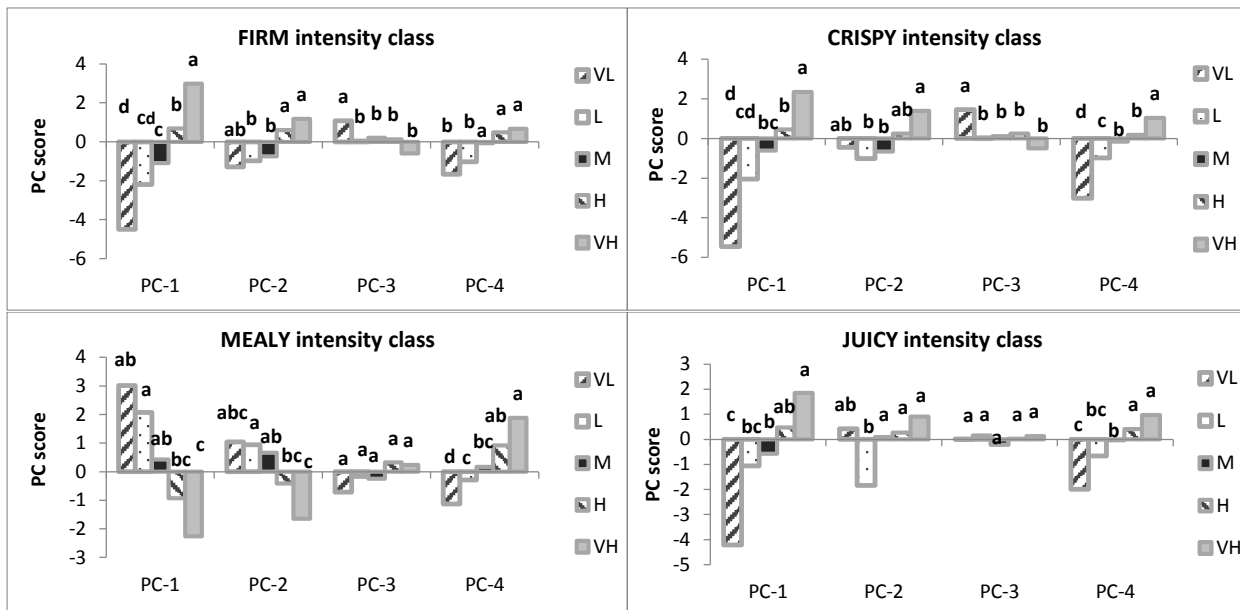 FIRM intensity class
4
2
0
-2
-4
-6
PC score
d cd c b a
ab b b a a
a b b b b
b b a a a
PC-1 PC-2 PC-3 PC-4
VL
L
M
H
VH
CRISPY intensity class
4
2
0
-2
-4
-6
PC score
d cd bc b a
ab b b ab a
a b b b b
d c b b a
PC-1 PC-2 PC-3 PC-4
VL
L
M
H
VH
MEALY intensity class
4
3
2
1
0
-1
-2
-3
PC score
ab a ab bc c
abc a ab bc c
a a a a a
d c bc ab a
PC-1 PC-2 PC-3 PC-4
VL
L
M
H
VH
JUICY intensity class
3
2
1
0
-1
-2
-3
-4
-5
PC score
c bc b ab a
ab b a a a
a a a a a
c bc b a a
PC-1 PC-2 PC-3 PC-4
VL
L
M
H
VH